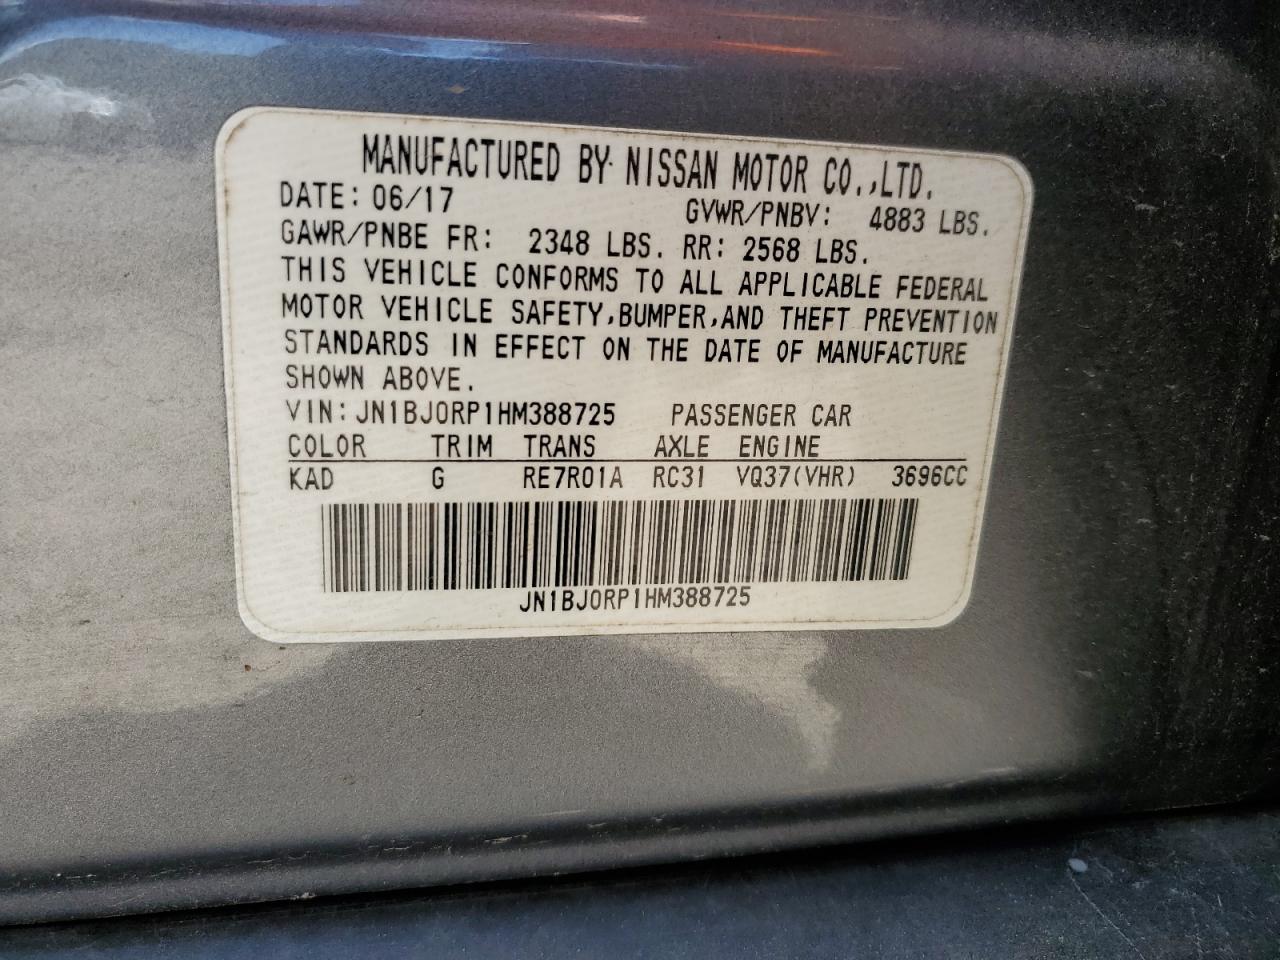 MANUFACTURED BY NISSAN MOTOR CO.,LTD.
DATE: 06/17 GVWR/PNBV: 4883 LBS.
GAWR/PNBE FR: 2348 LBS. RR: 2568 LBS.
THIS VEHICLE CONFORMS TO ALL APPLICABLE FEDERAL
MOTOR VEHICLE SAFETY,BUMPER,AND THEFT PREVENTION
STANDARDS IN EFFECT ON THE DATE OF MANUFACTURE
SHOWN ABOVE.
VIN: JN1BJ0RP1HM388725 PASSENGER CAR
COLOR TRIM TRANS AXLE ENGINE
KAD G RE7R01A RC31 VQ37(VHR) 3696CC
JN1BJ0RP1HM388725